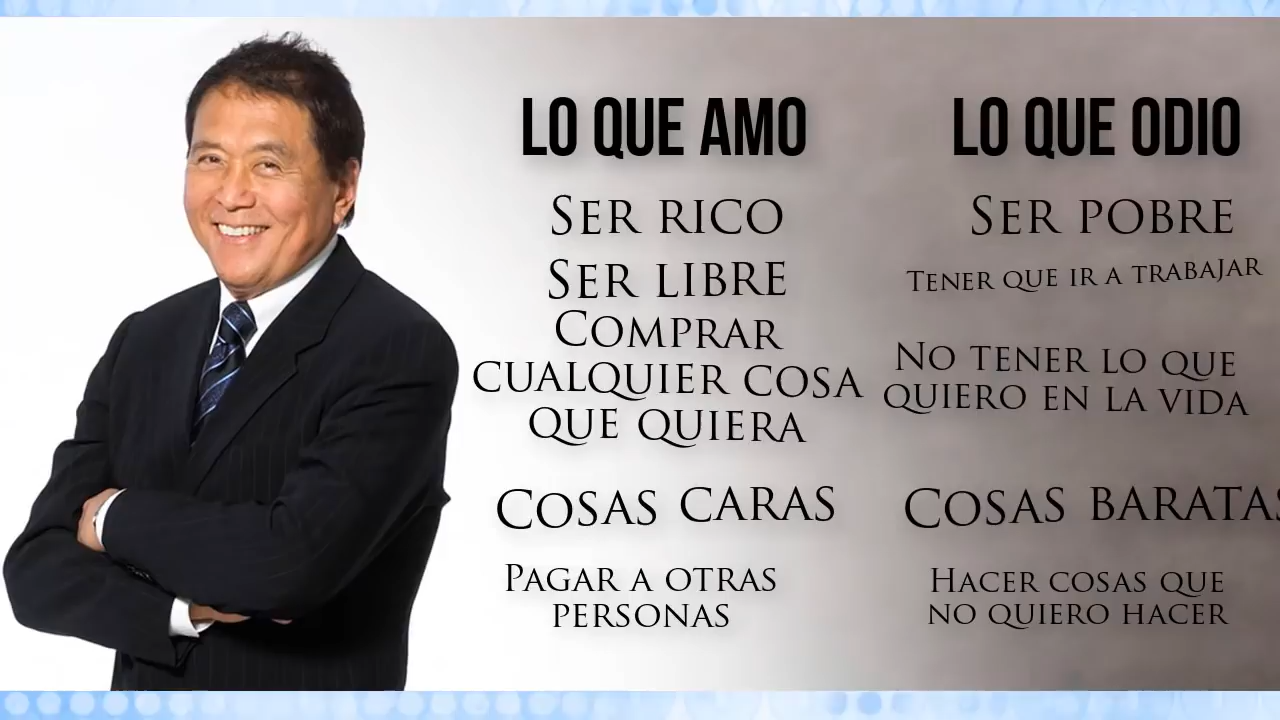 LO QUE AMO
SER RICO
SER LIBRE
COMPRAR
CUALQUIER COSA
QUE QUIERA
COSAS CARAS
PAGAR A OTRAS
PERSONAS
LO QUE ODIO
SER POBRE
TENER QUE IR A TRABAJAR
NO TENER LO QUE
QUIERO EN LA VIDA
COSAS BARATAS
HACER COSAS QUE
NO QUIERO HACER